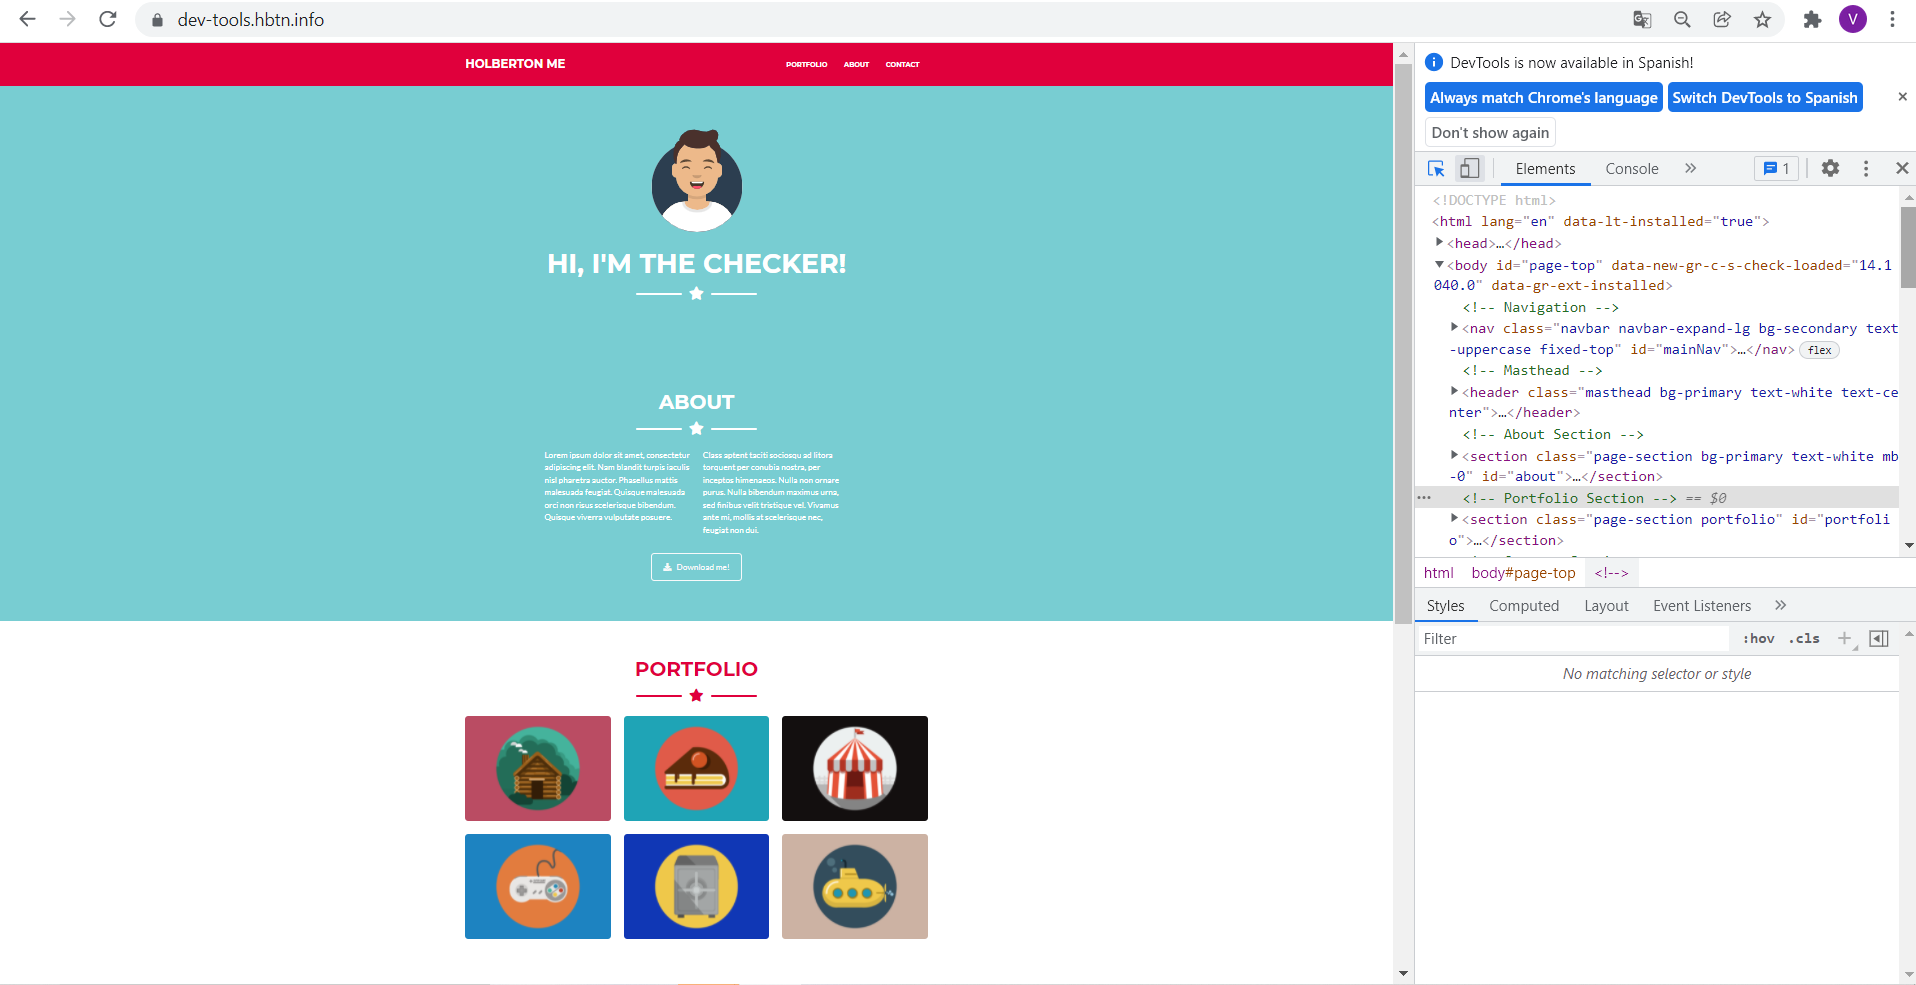 dev-tools.hbtn.info
V
HOLBERTON ME
PORTFOLIO ABOUT CONTACT
HI, I'M THE CHECKER!
ABOUT
Lorem ipsum dolor sit amet, consectetur
adipiscing elit. Nam blandit turpis iaculis
nisl pharetra auctor. Phasellus mattis
malesuada feugiat. Quisque malesuada
orci non risus scelerisque bibendum.
Quisque viverra vulputate posuere.
Class aptent taciti sociosqu ad litora
torquent per conubia nostra, per
inceptos himenaeos. Nulla non ornare
purus. Nulla bibendum maximus urna,
sed finibus velit tristique vel. Vivamus
ante mi, mollis at scelerisque nec,
feugiat non dui.
Download me!
PORTFOLIO
DevTools is now available in Spanish!
Always match Chrome's language
Switch DevTools to Spanish
Don't show again
Elements Console » 1
<!DOCTYPE html>
<html lang="en" data-lt-installed="true">
<head>…</head>
<body id="page-top" data-new-gr-c-s-check-loaded="14.1
040.0" data-gr-ext-installed>
<!-- Navigation -->
<nav class="navbar navbar-expand-lg bg-secondary text
-uppercase fixed-top" id="mainNav">…</nav> flex
<!-- Masthead -->
<header class="masthead bg-primary text-white text-ce
nter">…</header>
<!-- About Section -->
<section class="page-section bg-primary text-white mb
-0" id="about">…</section>
<!-- Portfolio Section --> == $0
<section class="page-section portfolio" id="portfoli
o">…</section>
html body#page-top <!-->
Styles Computed Layout Event Listeners »
Filter :hov .cls
No matching selector or style